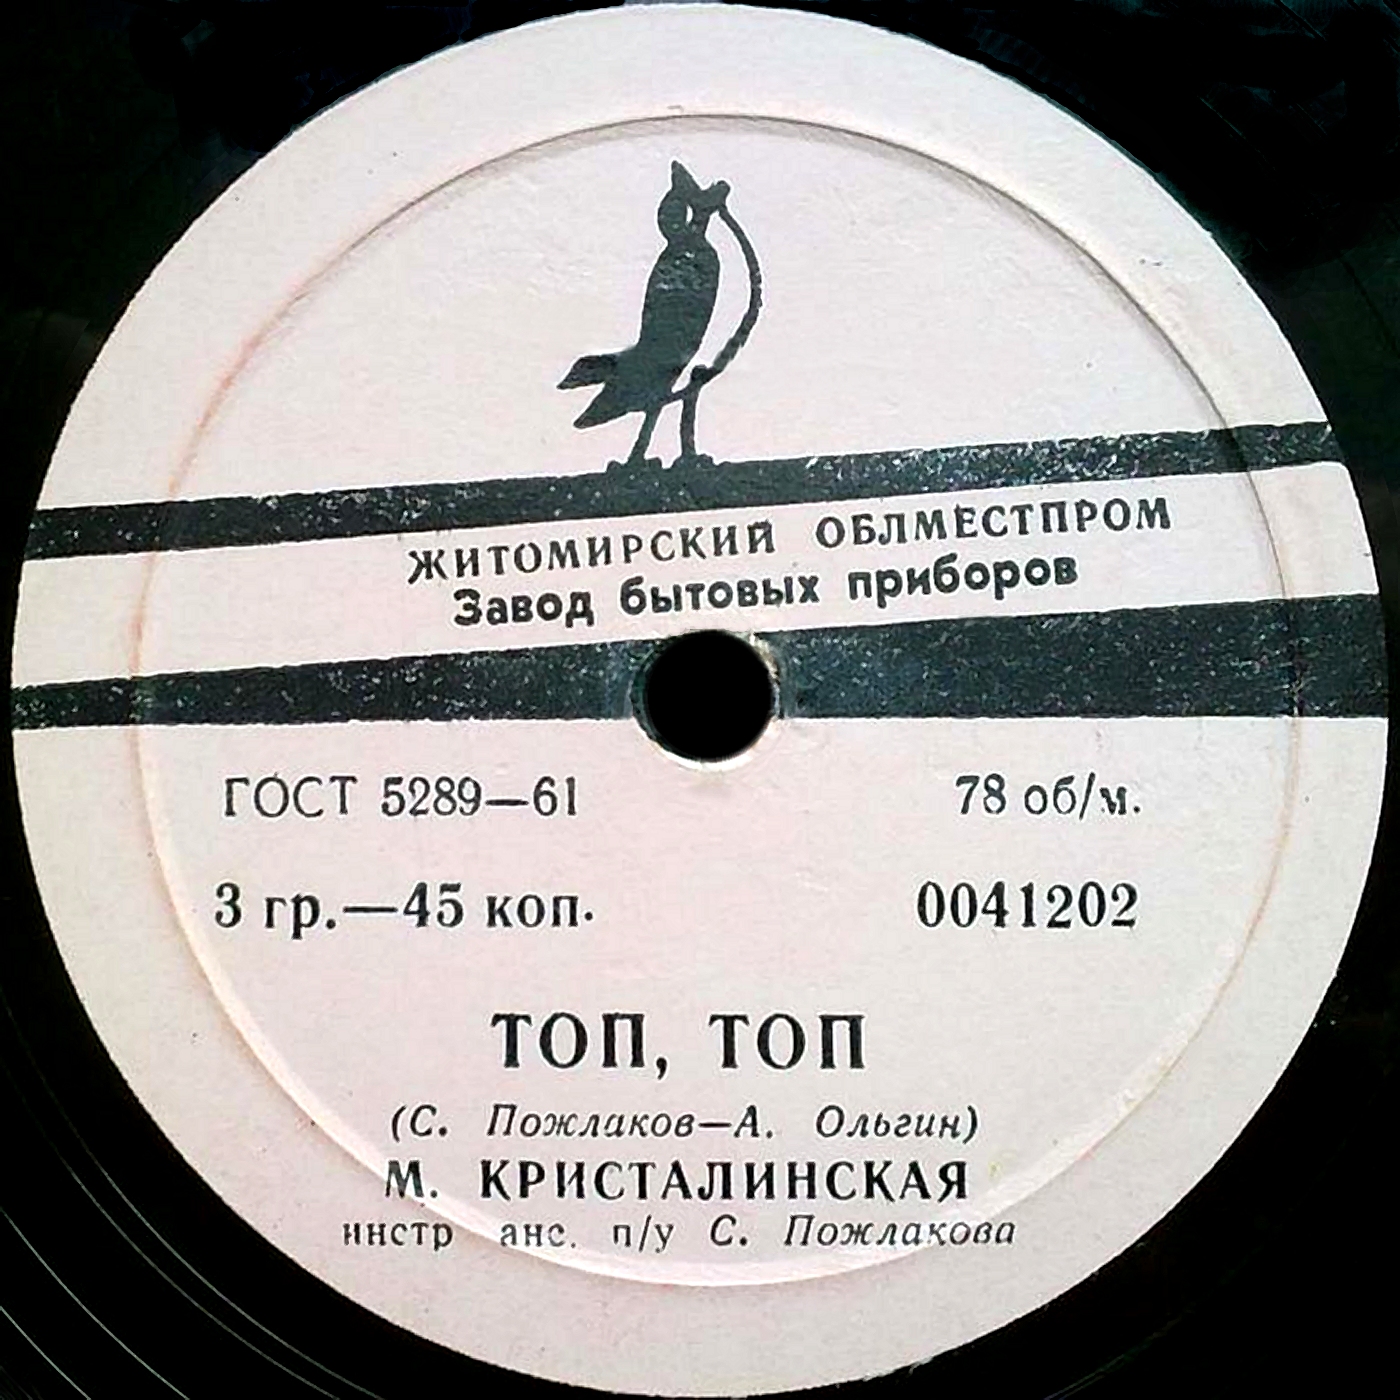 ЖИТОМИРСКИЙ ОБЛМЕСТПРОМ
Завод бытовых приборов
ГОСТ 5289—61
78 об/м.
3 гр.—45 коп.
0041202
ТОП, ТОП
(С. Пожлаков—А. Ольгин)
М. КРИСТАЛИНСКАЯ
инстр анс. п/у С. Пожлакова